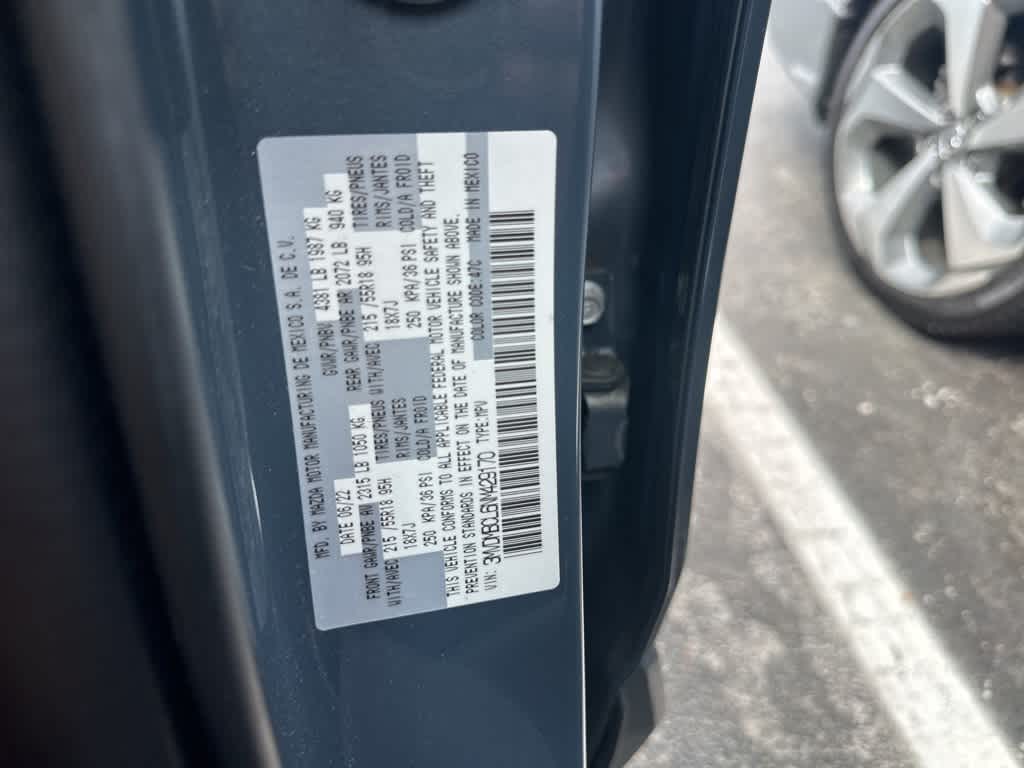 MFD. BY MAZDA MOTOR MANUFACTURING DE MEXICO S.A. DE C.V.
DATE 06/22 GVWR/PNBV 4381 LB 1987 KG
FRONT GAWR/PNBE AV 2315 LB 1050 KG REAR GAWR/PNBE AR 2072 LB 940 KG
WITH/AVEC 215 /55R18 95H TIRES/PNEUS WITH/AVEC 215 /55R18 95H TIRES/PNEUS
18X7J RIMS/JANTES 18X7J RIMS/JANTES
250 KPA/36 PSI COLD/A FROID 250 KPA/36 PSI COLD/A FROID
THIS VEHICLE CONFORMS TO ALL APPLICABLE FEDERAL MOTOR VEHICLE SAFETY AND THEFT
PREVENTION STANDARDS IN EFFECT ON THE DATE OF MANUFACTURE SHOWN ABOVE.
COLOR CODE:47C MADE IN MEXICO
VIN: 3MVDMBCL6NM429170 TYPE:MPV